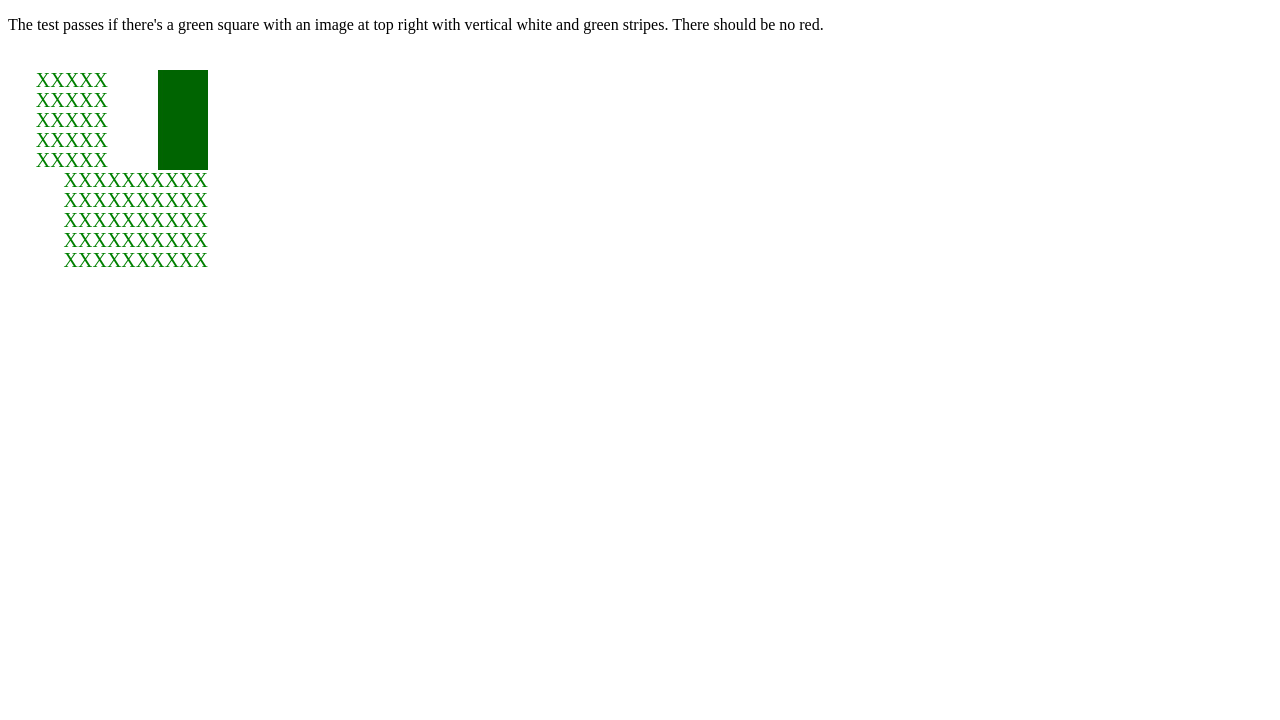 The test passes if there's a green square with an image at top right with vertical white and green stripes. There should be no red.
XXXXX
XXXXX
XXXXX
XXXXX
XXXXX
XXXXXXXXXX
XXXXXXXXXX
XXXXXXXXXX
XXXXXXXXXX
XXXXXXXXXX